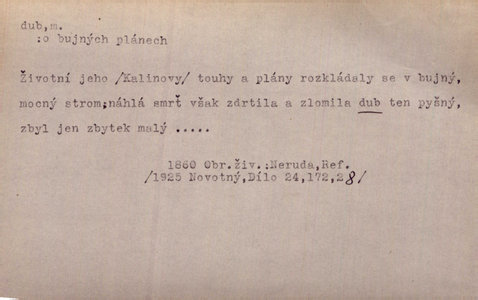 dub,m.
:o bujných plánech
Životní jeho /Kalinovy/ touhy a plány rozkládaly se v bujný,
mocný strom;náhlá smrť však zdrtila a zlomila dub ten pyšný,
zbyl jen zbytek malý .....
1860 Obr.živ.:Neruda,Ref.
/1925 Novotný,Dílo 24,172,28/